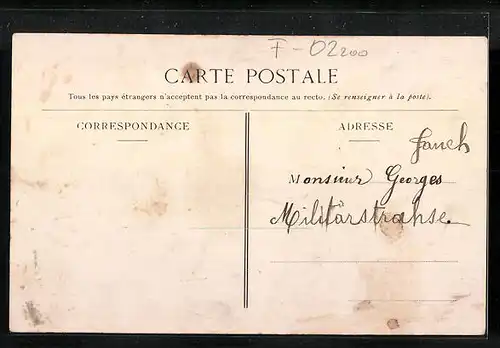 F-02200
CARTE POSTALE
Tous les pays étrangers n'acceptent pas la correspondance au recto. (Se renseigner à la poste).
CORRESPONDANCE
ADRESSE
Monsieur Georges
Militärstrahse.